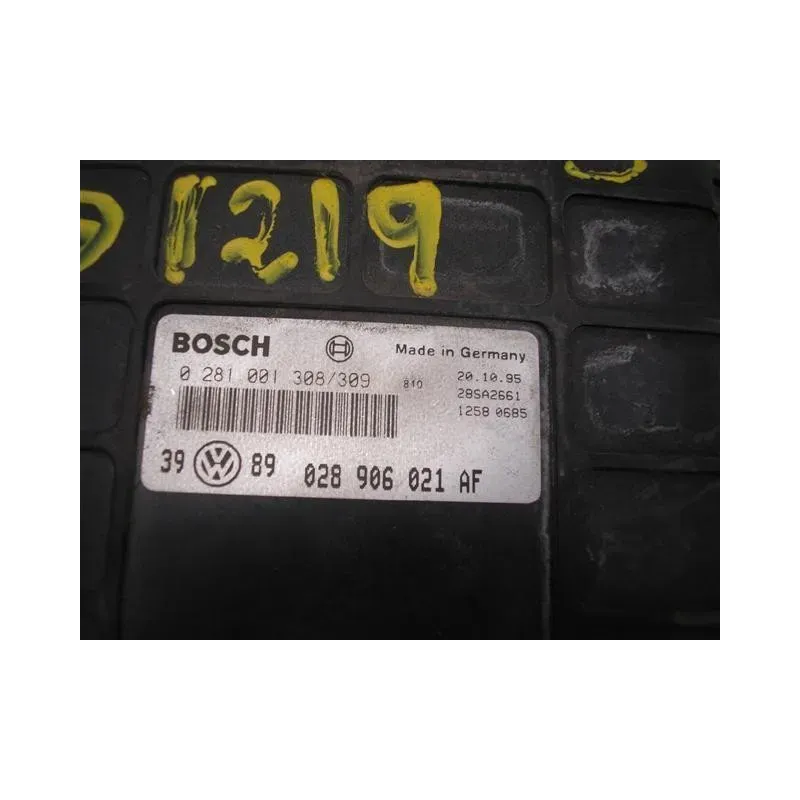 1219
BOSCH Made in Germany
0 281 001 308/309 810 20.10.95
28SA2661
1258 0685
39 VW 89 028 906 021 AF